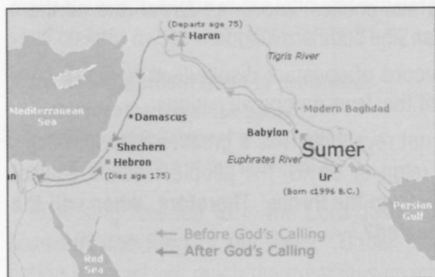 (Departs age 75)
Haran
Tigris River
Mediterranean
Sea
Damascus
Modern Baghdad
Babylon
Sumer
Shechern
Hebron
Euphrates River
(Dies age 175)
Ur
(Born c1996 B.C.)
Persian
Gulf
Before God's Calling
After God's Calling
Red
Sea